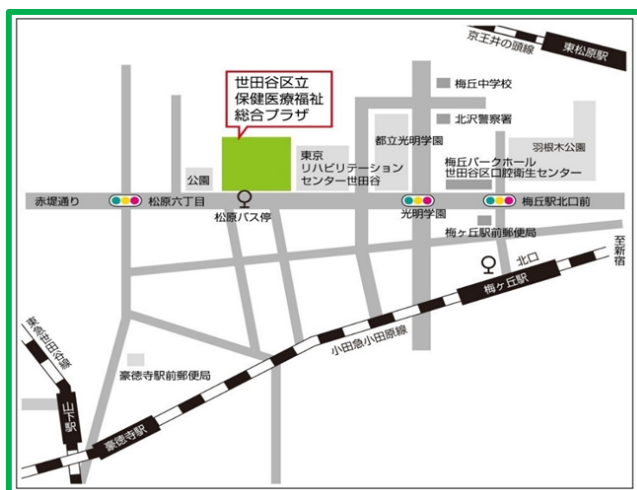 京王井の頭線
東松原駅
世田谷区立
保健医療福祉
総合プラザ
梅丘中学校
北沢警察署
都立光明学園
羽根木公園
東京
リハビリテーション
センター世田谷
公園
梅丘パークホール
世田谷区口腔衛生センター
赤堤通り
松原六丁目
松原バス停
光明学園
梅丘駅北口前
梅ヶ丘駅前郵便局
至新宿
北口
梅ヶ丘駅
小田急小田原線
東急世田谷線
豪徳寺駅前郵便局
山下駅
豪徳寺駅